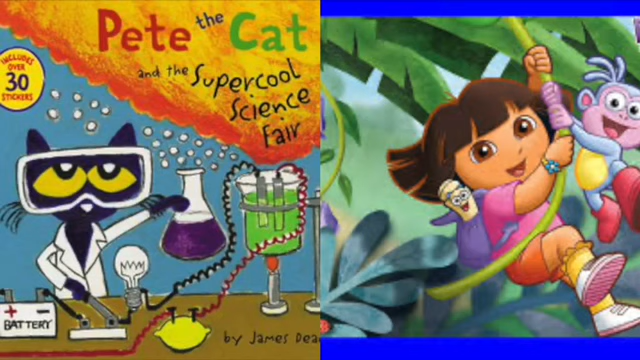 Pete the Cat
and the Supercool
Science
Fair
INCLUDES
OVER
30
STICKERS
+ -
BATTERY
by James Dea